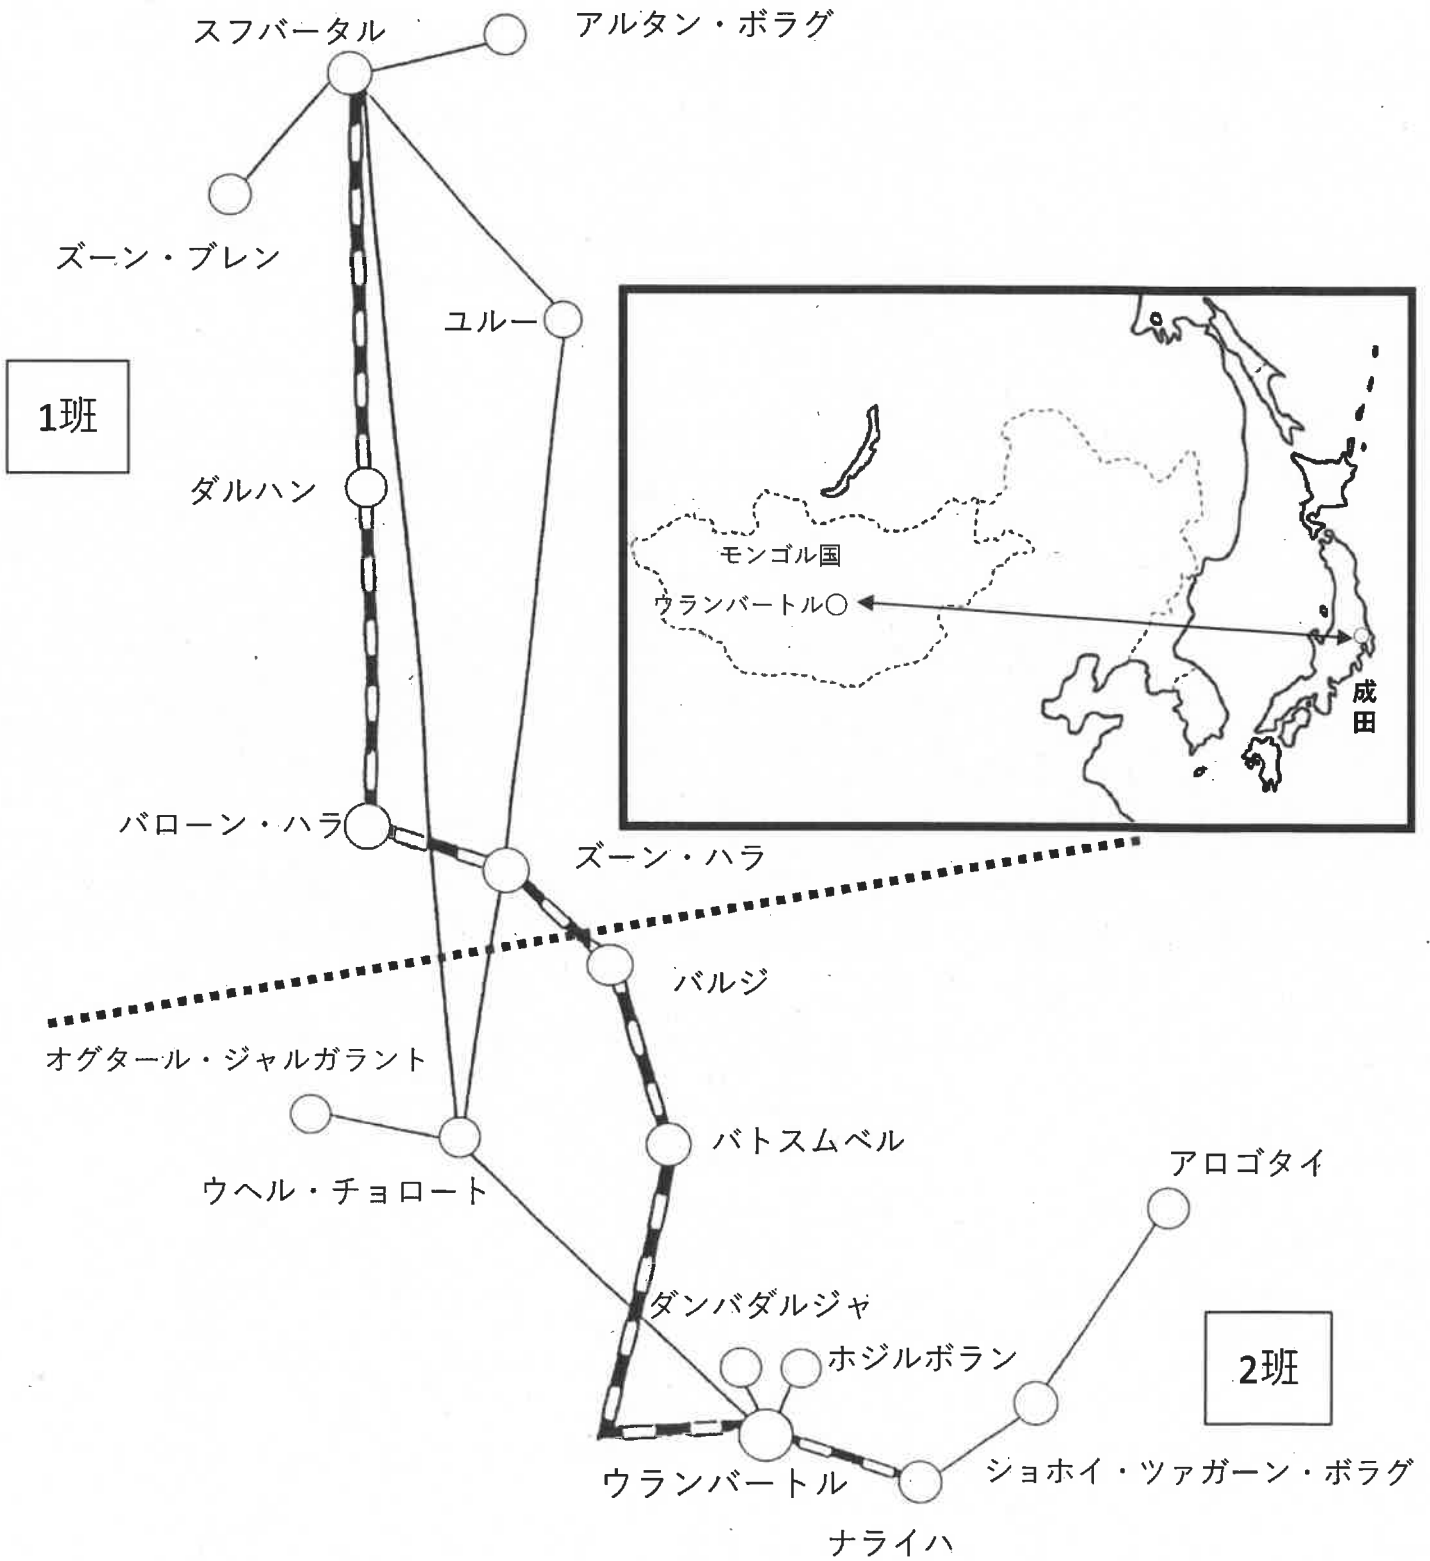 スフバータル
アルタン・ボラグ
ズーン・ブレン
ユルー
1班
ダルハン
モンゴル国
ウランバートル
成田
バローン・ハラ
ズーン・ハラ
バルジ
オグタール・ジャルガラント
バトスムベル
アロゴタイ
ウヘル・チョロート
ダンバダルジャ
ホジルボラン
2班
ショホイ・ツァガーン・ボラグ
ウランバートル
ナライハ